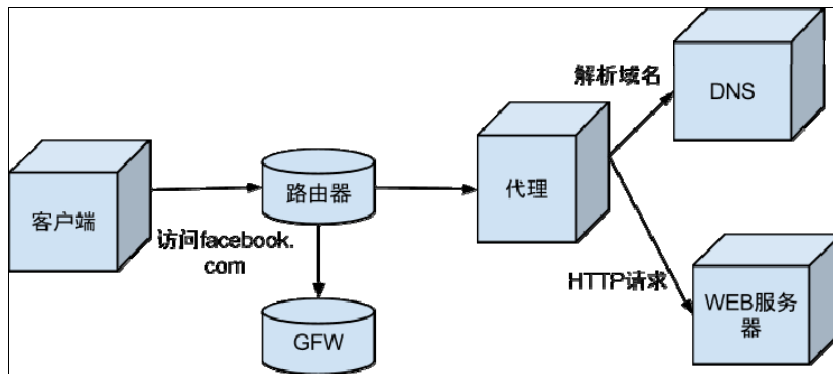 解析域名
DNS
客户端
路由器
代理
访问facebook.
com
HTTP请求
GFW
WEB服务
器